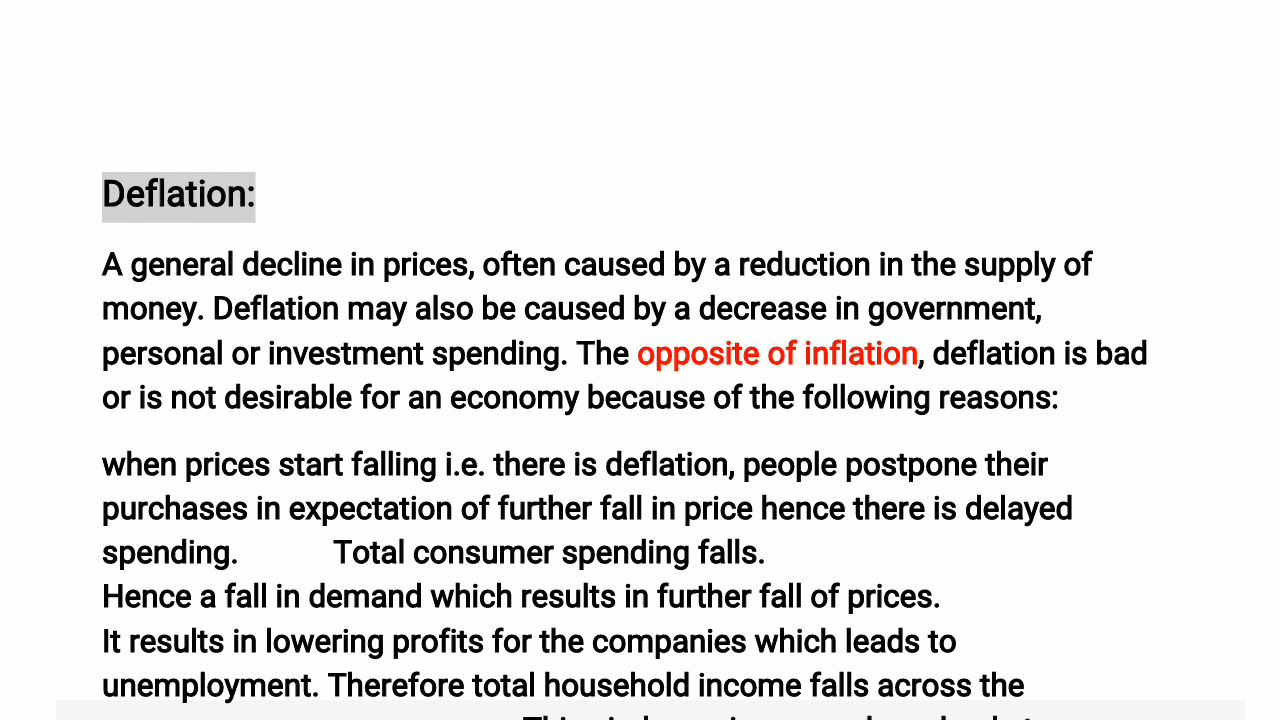 Deflation:
A general decline in prices, often caused by a reduction in the supply of
money. Deflation may also be caused by a decrease in government,
personal or investment spending. The opposite of inflation, deflation is bad
or is not desirable for an economy because of the following reasons:
when prices start falling i.e. there is deflation, people postpone their
purchases in expectation of further fall in price hence there is delayed
spending. Total consumer spending falls.
Hence a fall in demand which results in further fall of prices.
It results in lowering profits for the companies which leads to
unemployment. Therefore total household income falls across the